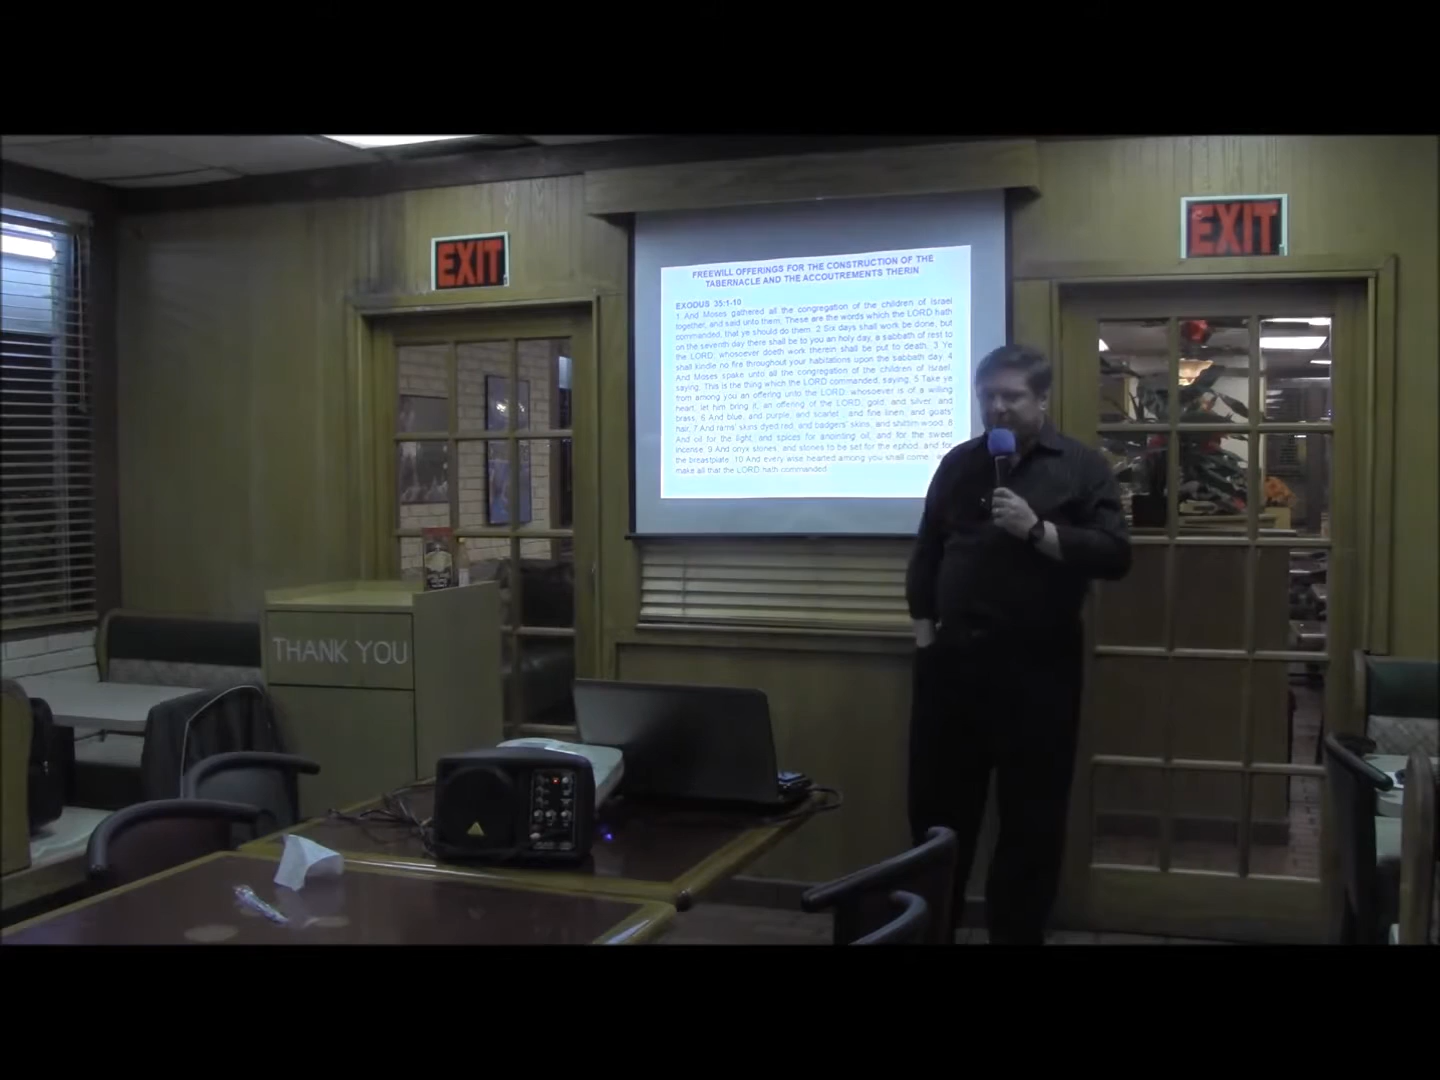 EXIT
EXIT
FREEWILL OFFERINGS FOR THE CONSTRUCTION OF THE
TABERNACLE AND THE ACCOUTREMENTS THERIN
EXODUS 35:1-10
1 And Moses gathered all the congregation of the children of Israel
together, and said unto them, These are the words which the LORD hath
commanded, that ye should do them. 2 Six days shall work be done, but
on the seventh day there shall be to you an holy day, a sabbath of rest to
the LORD: whosoever doeth work therein shall be put to death. 3 Ye
shall kindle no fire throughout your habitations upon the sabbath day. 4
And Moses spake unto all the congregation of the children of Israel,
saying, This is the thing which the LORD commanded, saying, 5 Take ye
from among you an offering unto the LORD: whosoever is of a willing
heart, let him bring it, an offering of the LORD; gold, and silver, and
brass, 6 And blue, and purple, and scarlet, and fine linen, and goats'
hair, 7 And rams' skins dyed red, and badgers' skins, and shittim wood, 8
And oil for the light, and spices for anointing oil, and for the sweet
incense, 9 And onyx stones, and stones to be set for the ephod, and for
the breastplate. 10 And every wise hearted among you shall come,
make all that the LORD hath commanded
THANK YOU